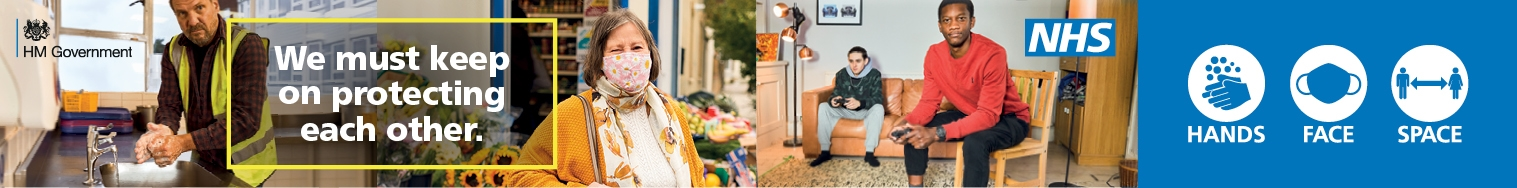 HM Government
We must keep
on protecting
each other.
NHS
HANDS
FACE
SPACE